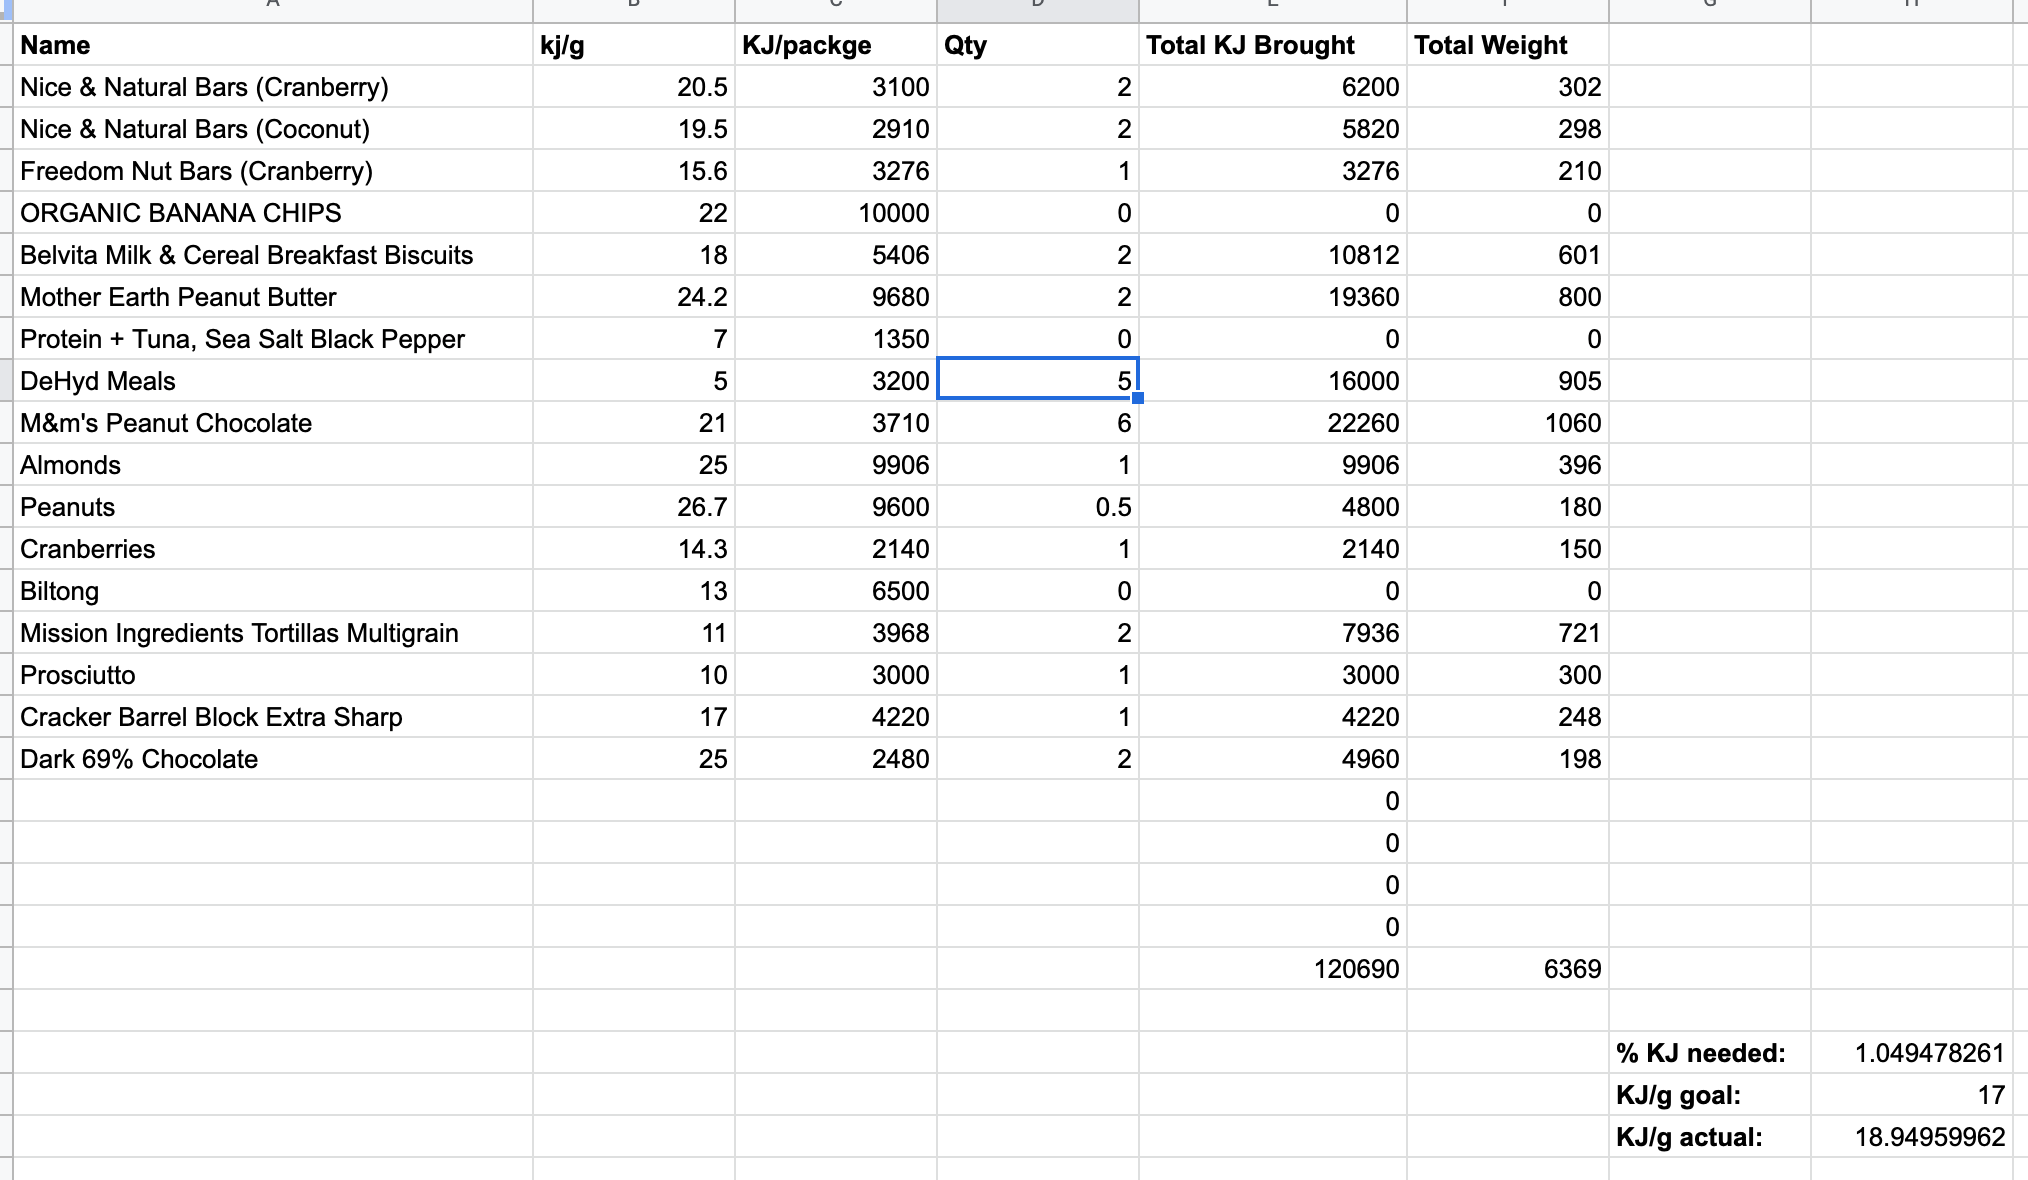 Name kj/g KJ/packge Qty Total KJ Brought Total Weight
Nice & Natural Bars (Cranberry) 20.5 3100 2 6200 302
Nice & Natural Bars (Coconut) 19.5 2910 2 5820 298
Freedom Nut Bars (Cranberry) 15.6 3276 1 3276 210
ORGANIC BANANA CHIPS 22 10000 0 0 0
Belvita Milk & Cereal Breakfast Biscuits 18 5406 2 10812 601
Mother Earth Peanut Butter 24.2 9680 2 19360 800
Protein + Tuna, Sea Salt Black Pepper 7 1350 0 0 0
DeHyd Meals 5 3200 5 16000 905
M&m's Peanut Chocolate 21 3710 6 22260 1060
Almonds 25 9906 1 9906 396
Peanuts 26.7 9600 0.5 4800 180
Cranberries 14.3 2140 1 2140 150
Biltong 13 6500 0 0 0
Mission Ingredients Tortillas Multigrain 11 3968 2 7936 721
Prosciutto 10 3000 1 3000 300
Cracker Barrel Block Extra Sharp 17 4220 1 4220 248
Dark 69% Chocolate 25 2480 2 4960 198
0
0
0
0
120690 6369
% KJ needed: 1.049478261
KJ/g goal: 17
KJ/g actual: 18.94959962